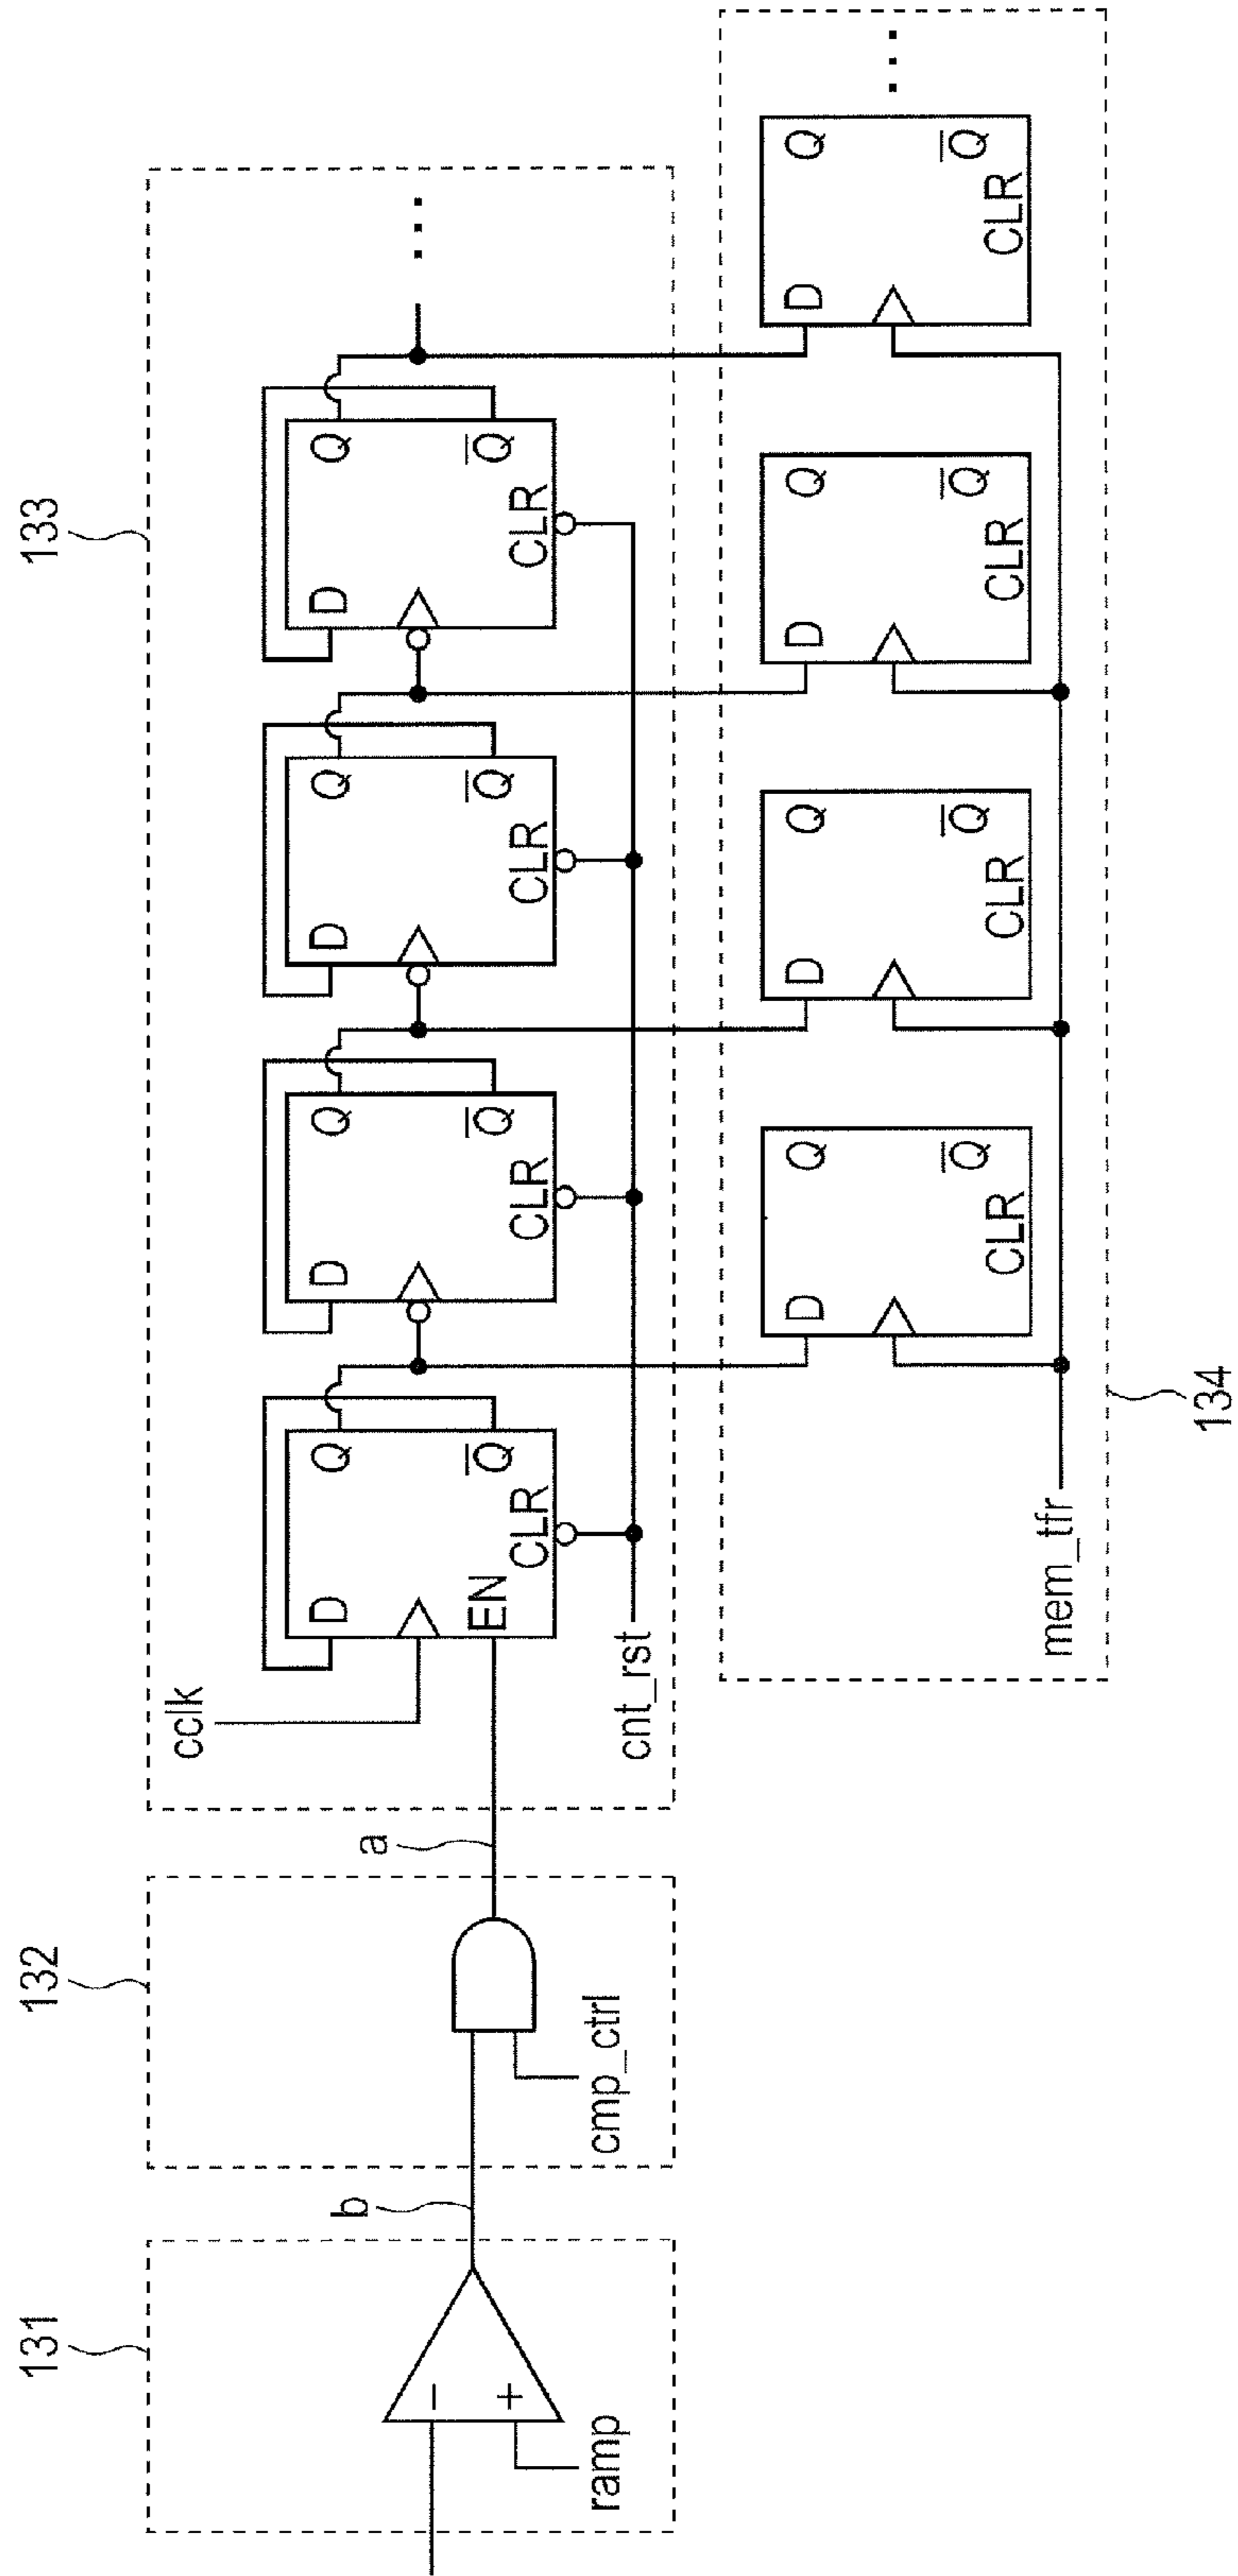 131
132
133
b
a
cclk
−
+
ramp
cmp_ctrl
D Q
EN Q̅
CLR
D Q
Q̅
CLR
D Q
Q̅
CLR
D Q
Q̅
CLR
...
cnt_rst
D Q
Q̅
CLR
D Q
Q̅
CLR
D Q
Q̅
CLR
D Q
Q̅
CLR
...
mem_tfr
134